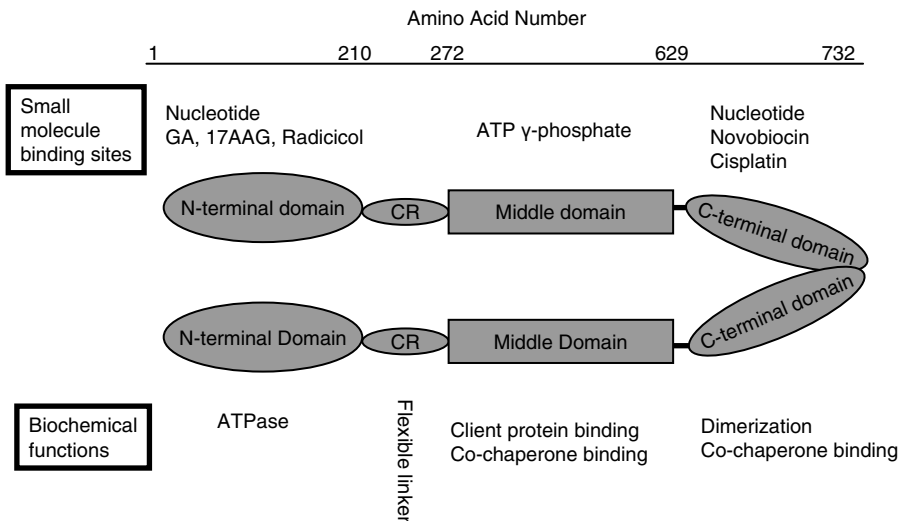 Amino Acid Number
1 210 272 629 732
Small
molecule
binding sites
Nucleotide
GA, 17AAG, Radicicol
ATP γ-phosphate
Nucleotide
Novobiocin
Cisplatin
N-terminal domain
CR
Middle domain
C-terminal domain
N-terminal Domain
CR
Middle Domain
C-terminal domain
Biochemical
functions
ATPase
Flexible linker
Client protein binding
Co-chaperone binding
Dimerization
Co-chaperone binding